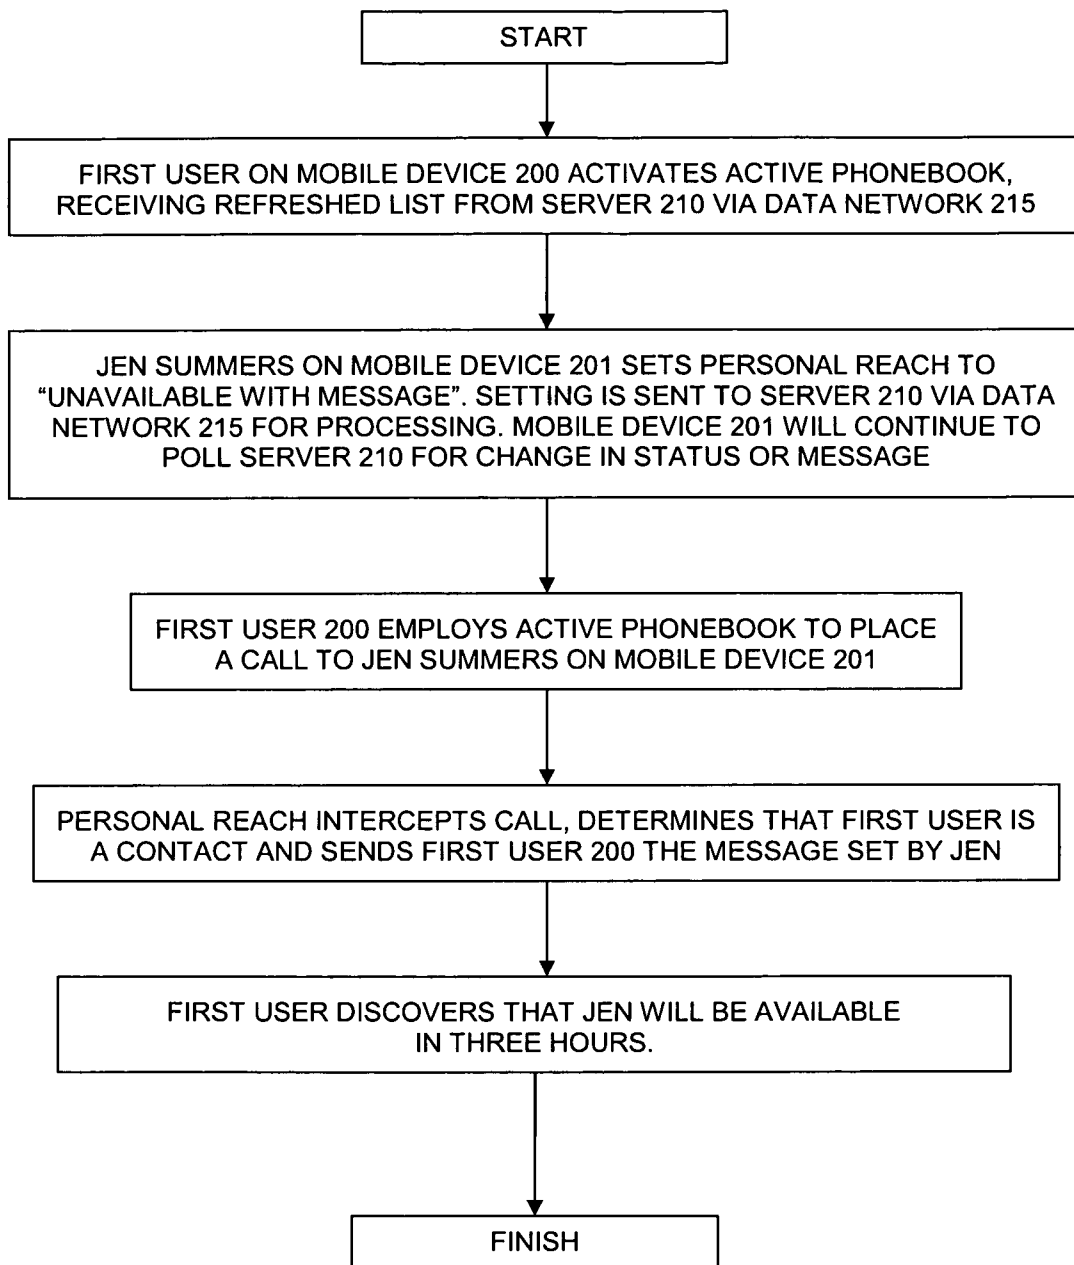 START
FIRST USER ON MOBILE DEVICE 200 ACTIVATES ACTIVE PHONEBOOK,
RECEIVING REFRESHED LIST FROM SERVER 210 VIA DATA NETWORK 215
JEN SUMMERS ON MOBILE DEVICE 201 SETS PERSONAL REACH TO
“UNAVAILABLE WITH MESSAGE”. SETTING IS SENT TO SERVER 210 VIA DATA
NETWORK 215 FOR PROCESSING. MOBILE DEVICE 201 WILL CONTINUE TO
POLL SERVER 210 FOR CHANGE IN STATUS OR MESSAGE
FIRST USER 200 EMPLOYS ACTIVE PHONEBOOK TO PLACE
A CALL TO JEN SUMMERS ON MOBILE DEVICE 201
PERSONAL REACH INTERCEPTS CALL, DETERMINES THAT FIRST USER IS
A CONTACT AND SENDS FIRST USER 200 THE MESSAGE SET BY JEN
FIRST USER DISCOVERS THAT JEN WILL BE AVAILABLE
IN THREE HOURS.
FINISH